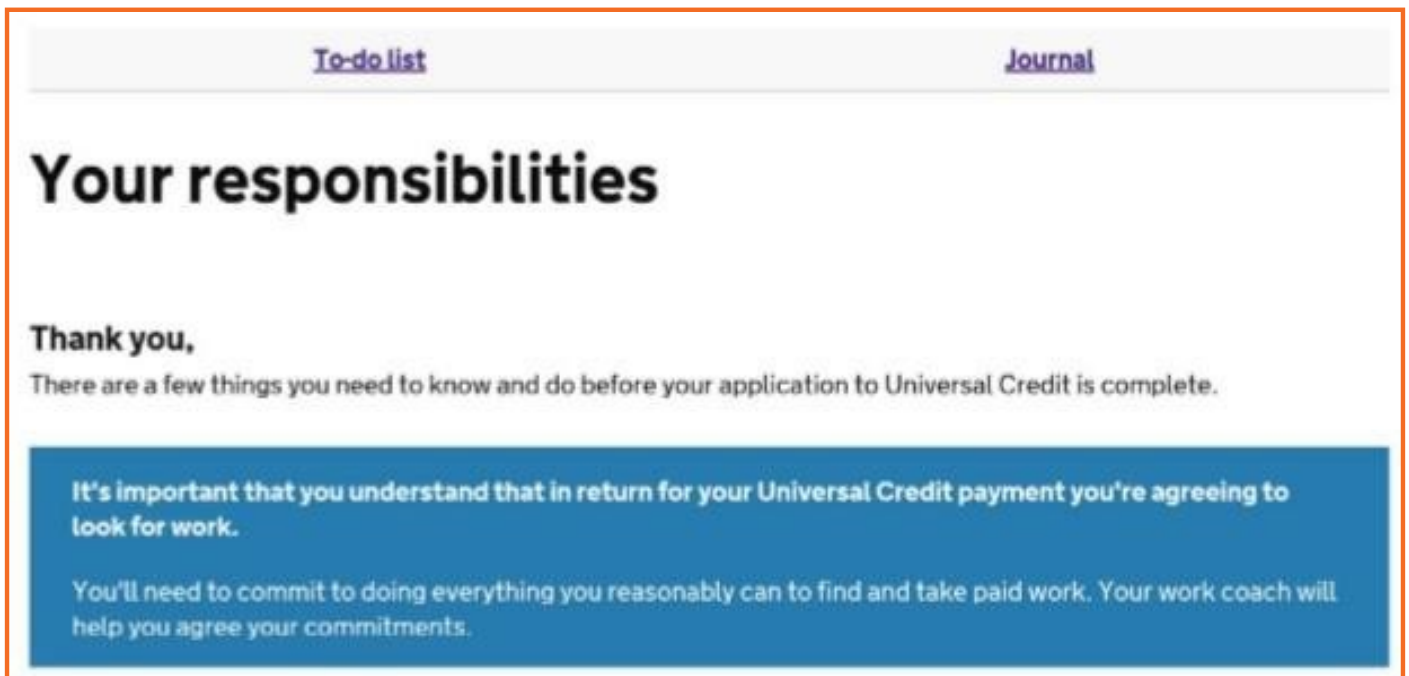 To-do list Journal
Your responsibilities
Thank you,
There are a few things you need to know and do before your application to Universal Credit is complete.
It's important that you understand that in return for your Universal Credit payment you're agreeing to
look for work.
You'll need to commit to doing everything you reasonably can to find and take paid work. Your work coach will
help you agree your commitments.